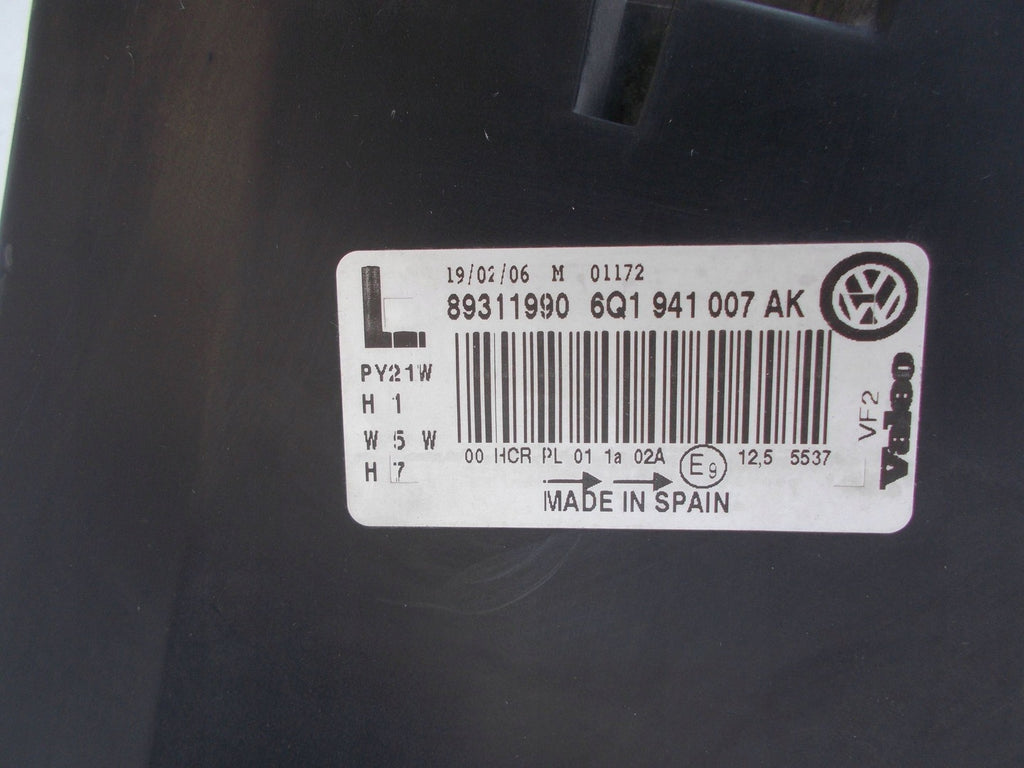 L
19/02/06 M 01172
89311990 6Q1 941 007 AK
PY21W
H 1
W 5 W
H 7
00 HCR PL 01 1a 02A E9 12,5 5537
MADE IN SPAIN
VF2